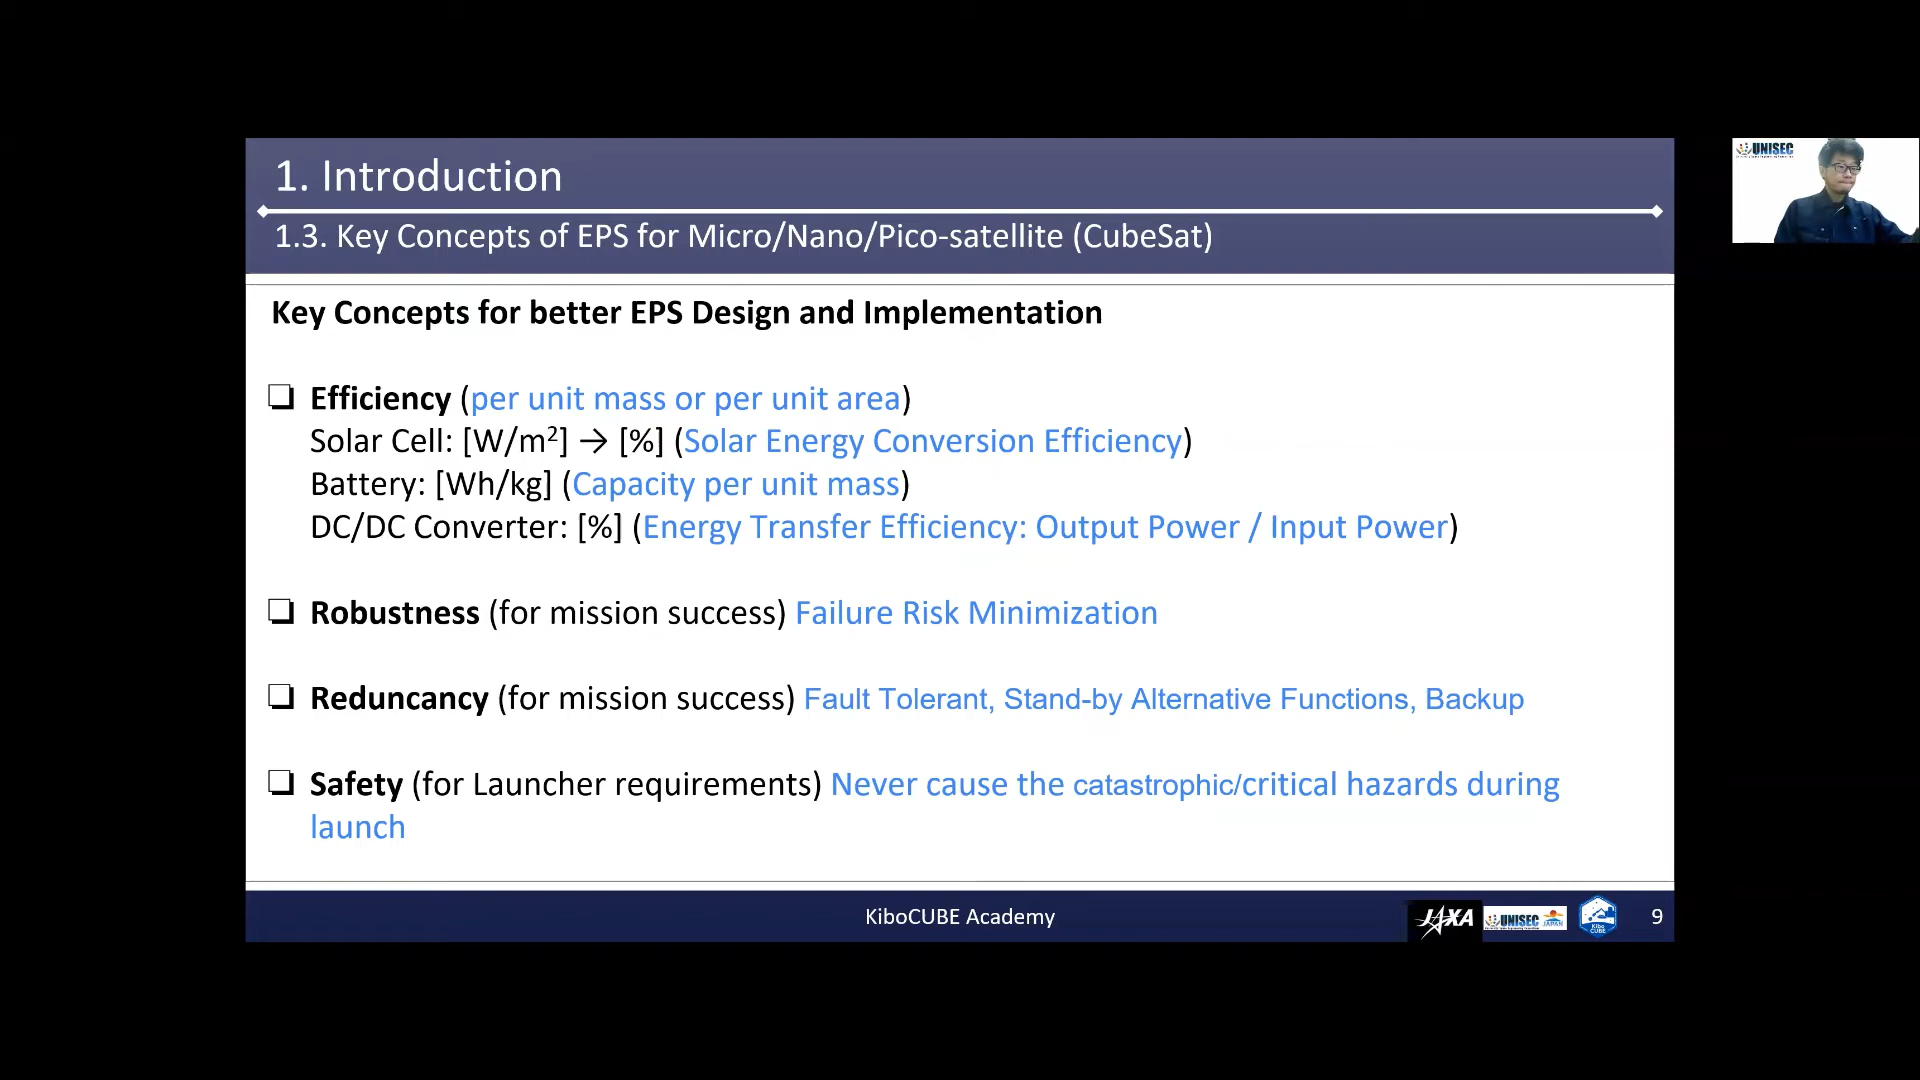 1. Introduction
1.3. Key Concepts of EPS for Micro/Nano/Pico-satellite (CubeSat)
UNISEC
Key Concepts for better EPS Design and Implementation
❏ Efficiency (per unit mass or per unit area)
Solar Cell: [W/m²] → [%] (Solar Energy Conversion Efficiency)
Battery: [Wh/kg] (Capacity per unit mass)
DC/DC Converter: [%] (Energy Transfer Efficiency: Output Power / Input Power)
❏ Robustness (for mission success) Failure Risk Minimization
❏ Reduncancy (for mission success) Fault Tolerant, Stand-by Alternative Functions, Backup
❏ Safety (for Launcher requirements) Never cause the catastrophic/critical hazards during
launch
KiboCUBE Academy
JAXA
UNISEC JAPAN
Kibo
CUBE
9